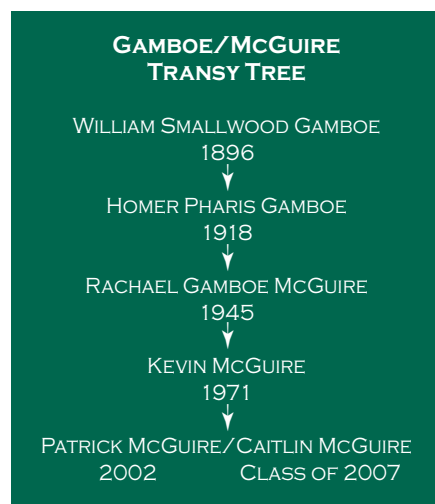 Gamboe/McGuire
Transy Tree
William Smallwood Gamboe
1896
Homer Pharis Gamboe
1918
Rachael Gamboe McGuire
1945
Kevin McGuire
1971
Patrick McGuire/Caitlin McGuire
2002 Class of 2007